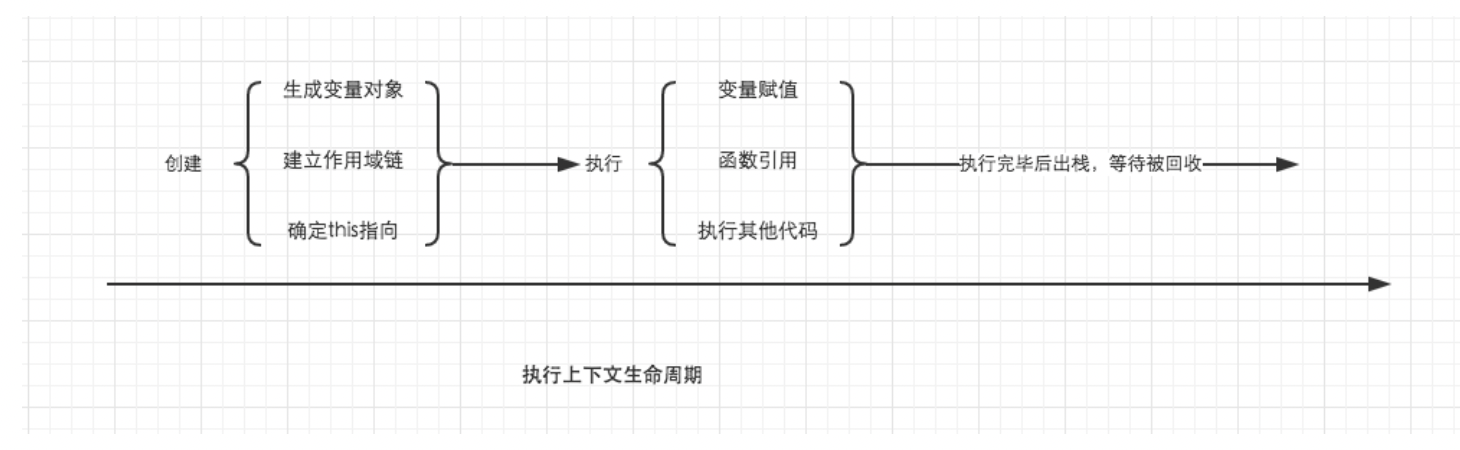 创建
生成变量对象
建立作用域链
确定this指向
执行
变量赋值
函数引用
执行其他代码
执行完毕后出栈，等待被回收
执行上下文生命周期